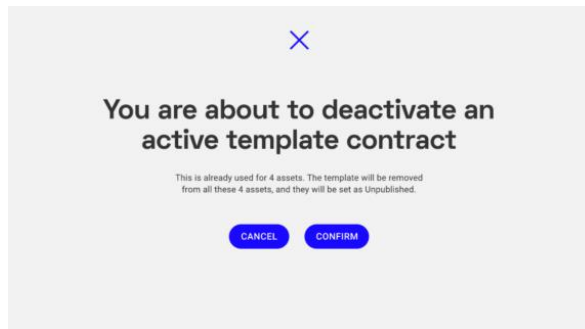 You are about to deactivate an
active template contract
This is already used for 4 assets. The template will be removed
from all these 4 assets, and they will be set as Unpublished.
CANCEL CONFIRM